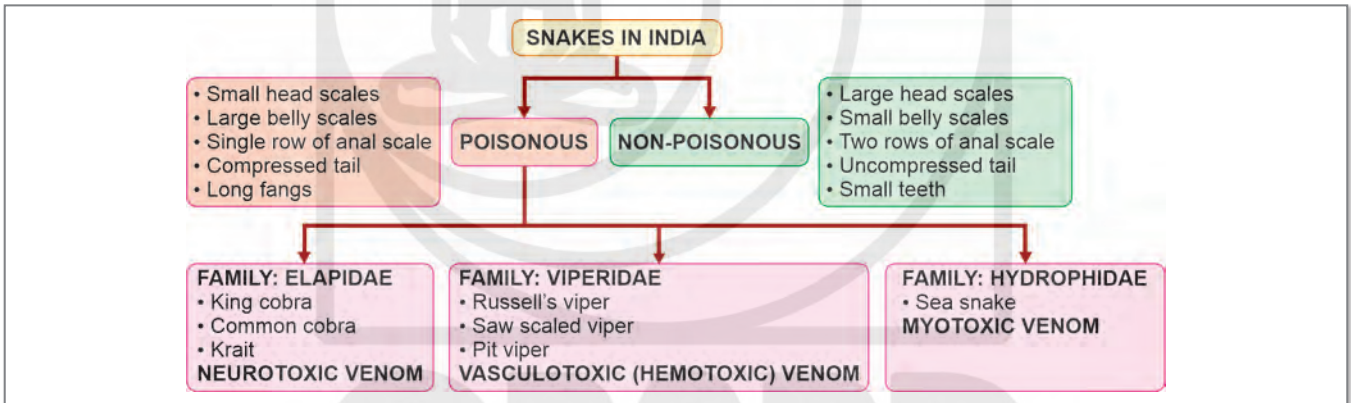 SNAKES IN INDIA
• Small head scales
• Large belly scales
• Single row of anal scale
• Compressed tail
• Long fangs
POISONOUS
NON-POISONOUS
• Large head scales
• Small belly scales
• Two rows of anal scale
• Uncompressed tail
• Small teeth
FAMILY: ELAPIDAE
• King cobra
• Common cobra
• Krait
NEUROTOXIC VENOM
FAMILY: VIPERIDAE
• Russell's viper
• Saw scaled viper
• Pit viper
VASCULOTOXIC (HEMOTOXIC) VENOM
FAMILY: HYDROPHIDAE
• Sea snake
MYOTOXIC VENOM